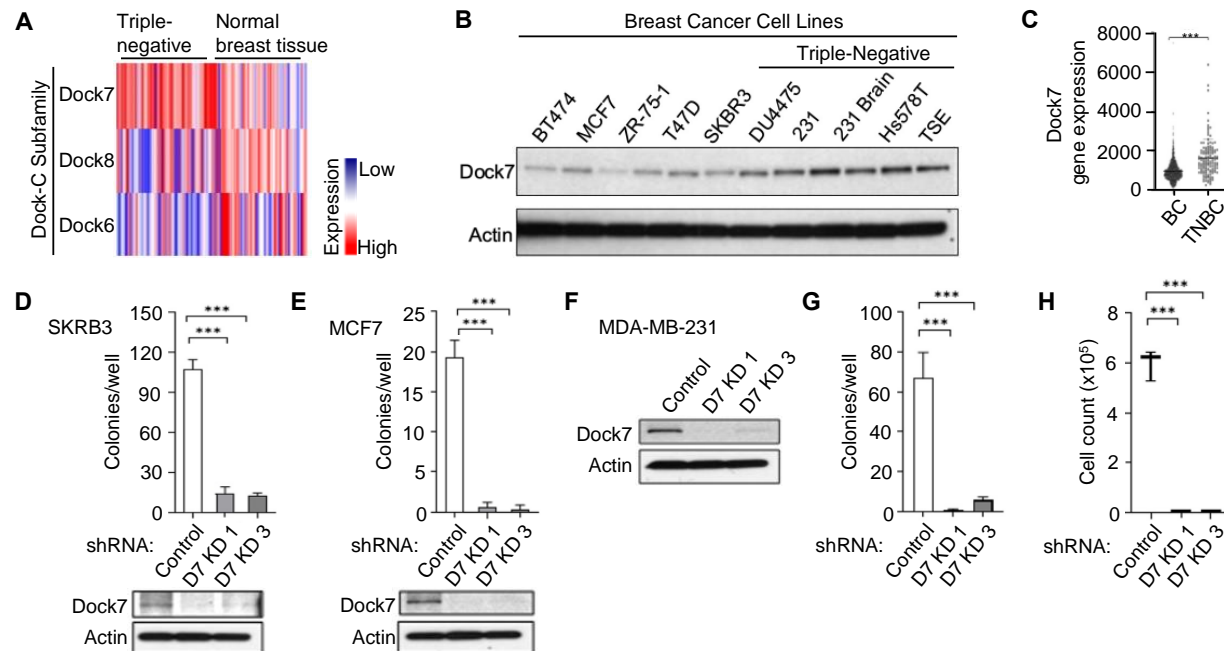 A
Triple-
negative
Normal
breast tissue
Dock-C Subfamily
Dock7
Dock8
Dock6
Expression
Low
High
B
Breast Cancer Cell Lines
Triple-Negative
BT474
MCF7
ZR-75-1
T47D
SKBR3
DU4475
231
231 Brain
Hs578T
TSE
Dock7
Actin
C
Dock7
gene expression
8000
6000
4000
2000
0
***
BC
TNBC
D
SKRB3
Colonies/well
150
120
90
60
30
0
***
***
shRNA:
Control
D7 KD 1
D7 KD 3
Dock7
Actin
E
MCF7
Colonies/well
25
20
15
10
5
0
***
***
shRNA:
Control
D7 KD 1
D7 KD 3
Dock7
Actin
F
MDA-MB-231
Control
D7 KD 1
D7 KD 3
Dock7
Actin
G
Colonies/well
100
80
60
40
20
0
***
***
shRNA:
Control
D7 KD 1
D7 KD 3
H
Cell count (x10⁵)
8
6
4
2
0
***
***
shRNA:
Control
D7 KD 1
D7 KD 3